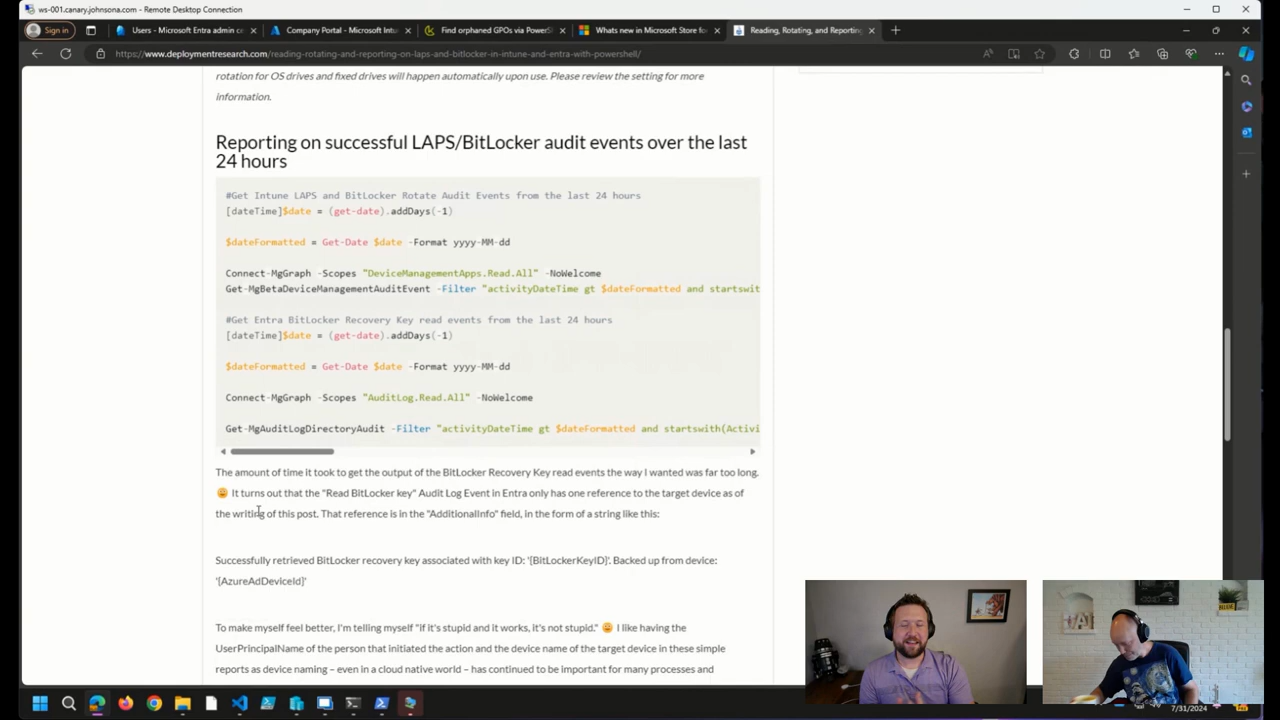 ws-001.canary.johnsona.com - Remote Desktop Connection
Sign in
Users - Microsoft Entra admin ce
Company Portal - Microsoft Intu
Find orphaned GPOs via PowerSh
Whats new in Microsoft Store fo
Reading, Rotating, and Reporting
https://www.deploymentresearch.com/reading-rotating-and-reporting-on-laps-and-bitlocker-in-intune-and-entra-with-powershell/
rotation for OS drives and fixed drives will happen automatically upon use. Please review the setting for more
information.
Reporting on successful LAPS/BitLocker audit events over the last
24 hours
#Get Intune LAPS and BitLocker Rotate Audit Events from the last 24 hours
[dateTime]$date = (get-date).addDays(-1)
$dateFormatted = Get-Date $date -Format yyyy-MM-dd
Connect-MgGraph -Scopes "DeviceManagementApps.Read.All" -NoWelcome
Get-MgBetaDeviceManagementAuditEvent -Filter "activityDateTime gt $dateFormatted and startswit
#Get Entra BitLocker Recovery Key read events from the last 24 hours
[dateTime]$date = (get-date).addDays(-1)
$dateFormatted = Get-Date $date -Format yyyy-MM-dd
Connect-MgGraph -Scopes "AuditLog.Read.All" -NoWelcome
Get-MgAuditLogDirectoryAudit -Filter "activityDateTime gt $dateFormatted and startswith(Activi
The amount of time it took to get the output of the BitLocker Recovery Key read events the way I wanted was far too long.
It turns out that the "Read BitLocker key" Audit Log Event in Entra only has one reference to the target device as of
the writing of this post. That reference is in the "AdditionalInfo" field, in the form of a string like this:
Successfully retrieved BitLocker recovery key associated with key ID: '{BitLockerKeyID}'. Backed up from device:
'{AzureAdDeviceId}'
To make myself feel better, I'm telling myself "if it's stupid and it works, it's not stupid." I like having the
UserPrincipalName of the person that initiated the action and the device name of the target device in these simple
reports as device naming – even in a cloud native world – has continued to be important for many processes and
7/31/2024